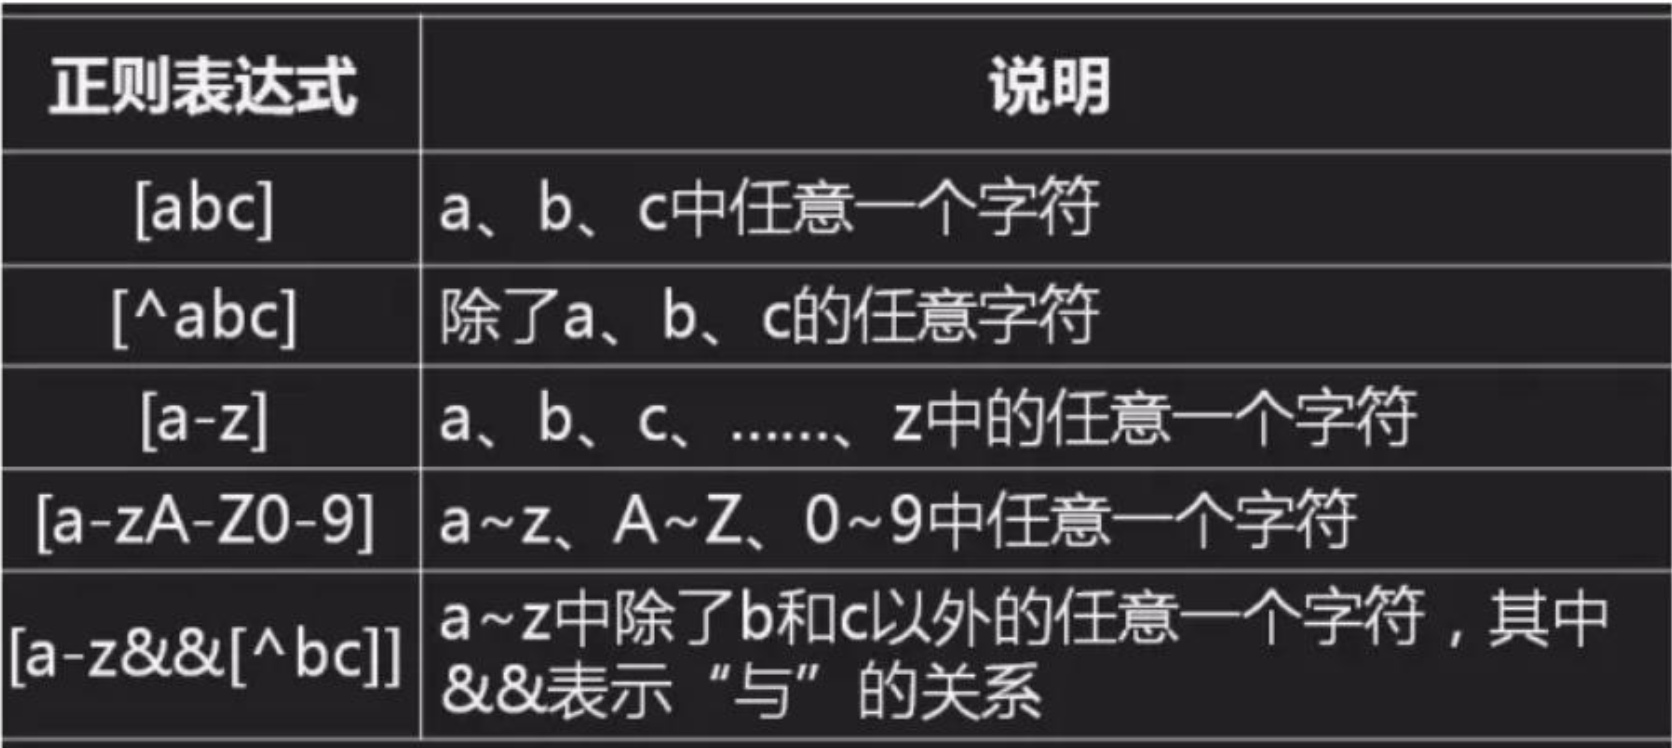 正则表达式 说明
[abc] a、b、c中任意一个字符
[^abc] 除了a、b、c的任意字符
[a-z] a、b、c、……、z中的任意一个字符
[a-zA-Z0-9] a~z、A~Z、0~9中任意一个字符
[a-z&&[^bc]] a~z中除了b和c以外的任意一个字符，其中
&&表示“与”的关系